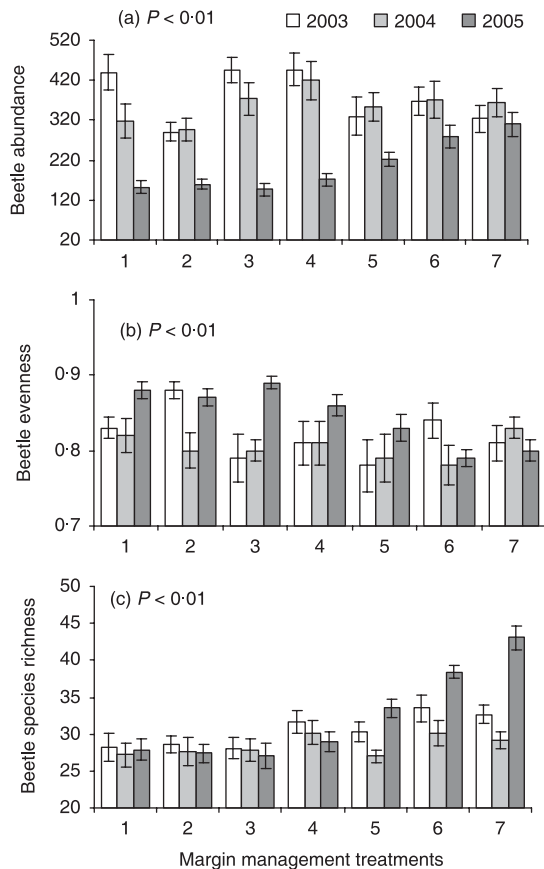 (a) P < 0·01
2003 2004 2005
Beetle abundance
520
420
320
220
120
20
1 2 3 4 5 6 7
(b) P < 0·01
Beetle evenness
1
0·9
0·8
0·7
1 2 3 4 5 6 7
(c) P < 0·01
Beetle species richness
50
45
40
35
30
25
20
1 2 3 4 5 6 7
Margin management treatments